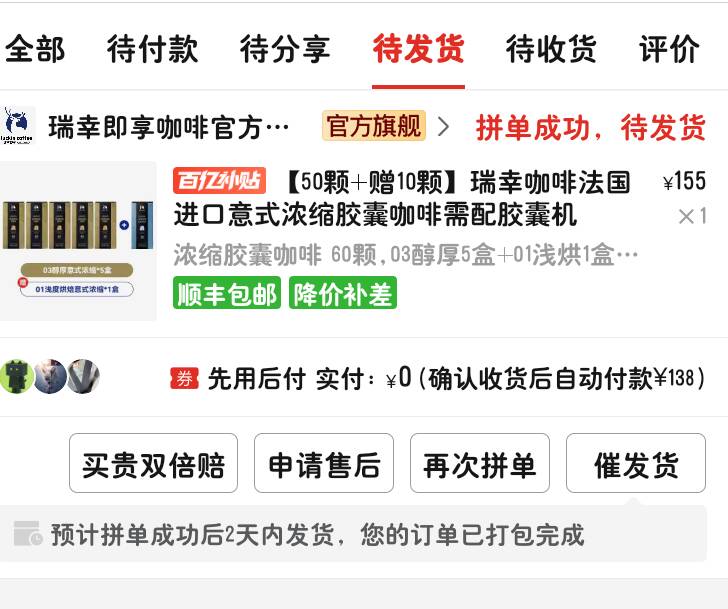 全部 待付款 待分享 待发货 待收货 评价
luckin coffee
瑞幸即享咖啡官方… 官方旗舰 拼单成功，待发货
百亿补贴 【50颗+赠10颗】瑞幸咖啡法国 ¥155
进口意式浓缩胶囊咖啡需配胶囊机 ×1
浓缩胶囊咖啡 60颗,03醇厚5盒+01浅烘1盒…
03醇厚意式浓缩*5盒
赠 01浅度烘焙意式浓缩*1盒
顺丰包邮 降价补差
券 先用后付 实付：¥0(确认收货后自动付款¥138)
买贵双倍赔 申请售后 再次拼单 催发货
预计拼单成功后2天内发货，您的订单已打包完成